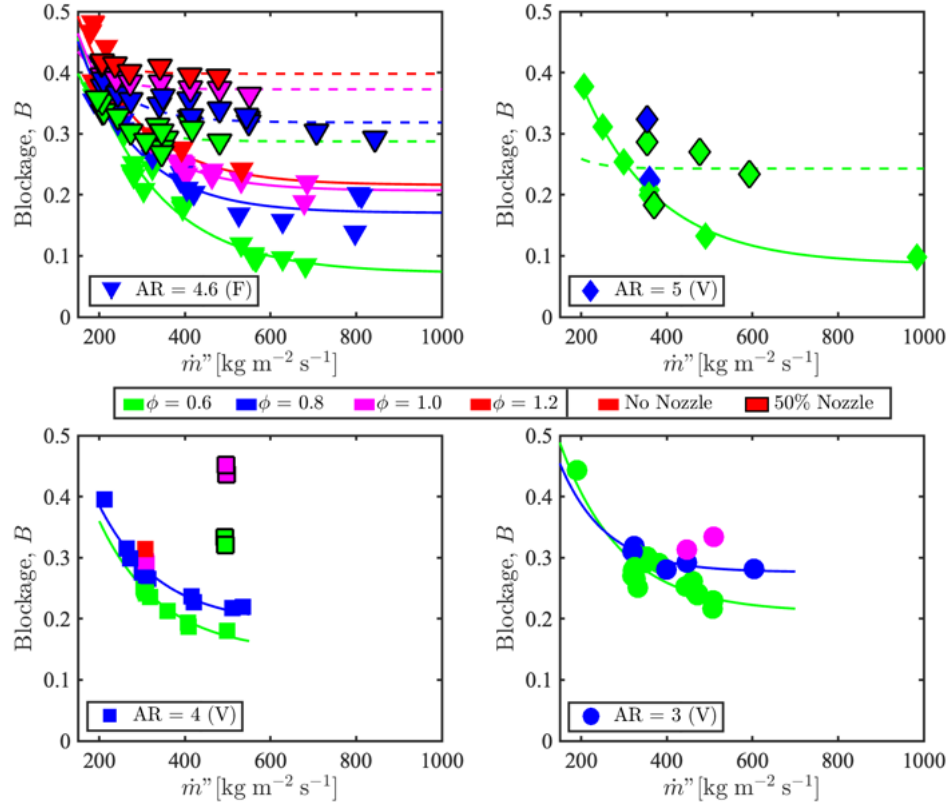 0.5
0.4
0.3
0.2
0.1
0
Blockage, B
AR = 4.6 (F)
200 400 600 800 1000
ṁ” [kg m⁻² s⁻¹]
0.5
0.4
0.3
0.2
0.1
0
Blockage, B
AR = 5 (V)
200 400 600 800 1000
ṁ” [kg m⁻² s⁻¹]
ϕ = 0.6 ϕ = 0.8 ϕ = 1.0 ϕ = 1.2 No Nozzle 50% Nozzle
0.5
0.4
0.3
0.2
0.1
0
Blockage, B
AR = 4 (V)
200 400 600 800 1000
ṁ” [kg m⁻² s⁻¹]
0.5
0.4
0.3
0.2
0.1
0
Blockage, B
AR = 3 (V)
200 400 600 800 1000
ṁ” [kg m⁻² s⁻¹]